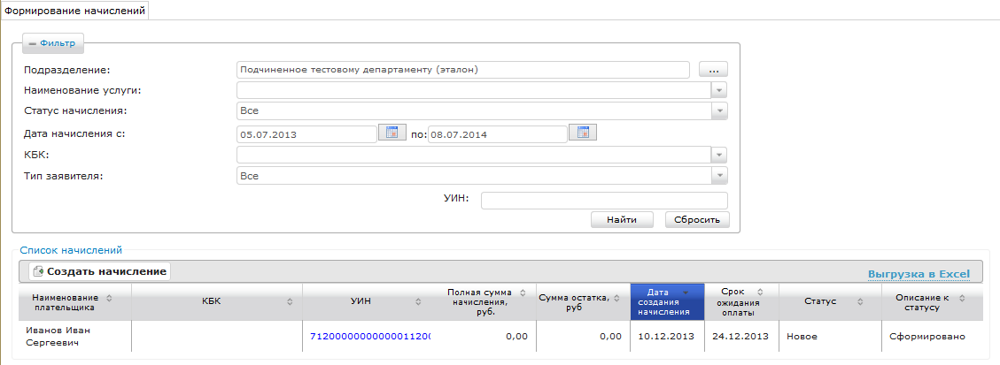 Формирование начислений
Фильтр
Подразделение: Подчиненное тестовому департаменту (эталон) ...
Наименование услуги:
Статус начисления: Все
Дата начисления с: 05.07.2013 по: 08.07.2014
КБК:
Тип заявителя: Все
УИН:
Найти Сбросить
Список начислений
Создать начисление Выгрузка в Excel
Наименование плательщика КБК УИН Полная сумма начисления, руб. Сумма остатка, руб Дата создания начисления Срок ожидания оплаты Статус Описание к статусу
Иванов Иван Сергеевич 0,00 0,00 10.12.2013 24.12.2013 Новое Сформировано